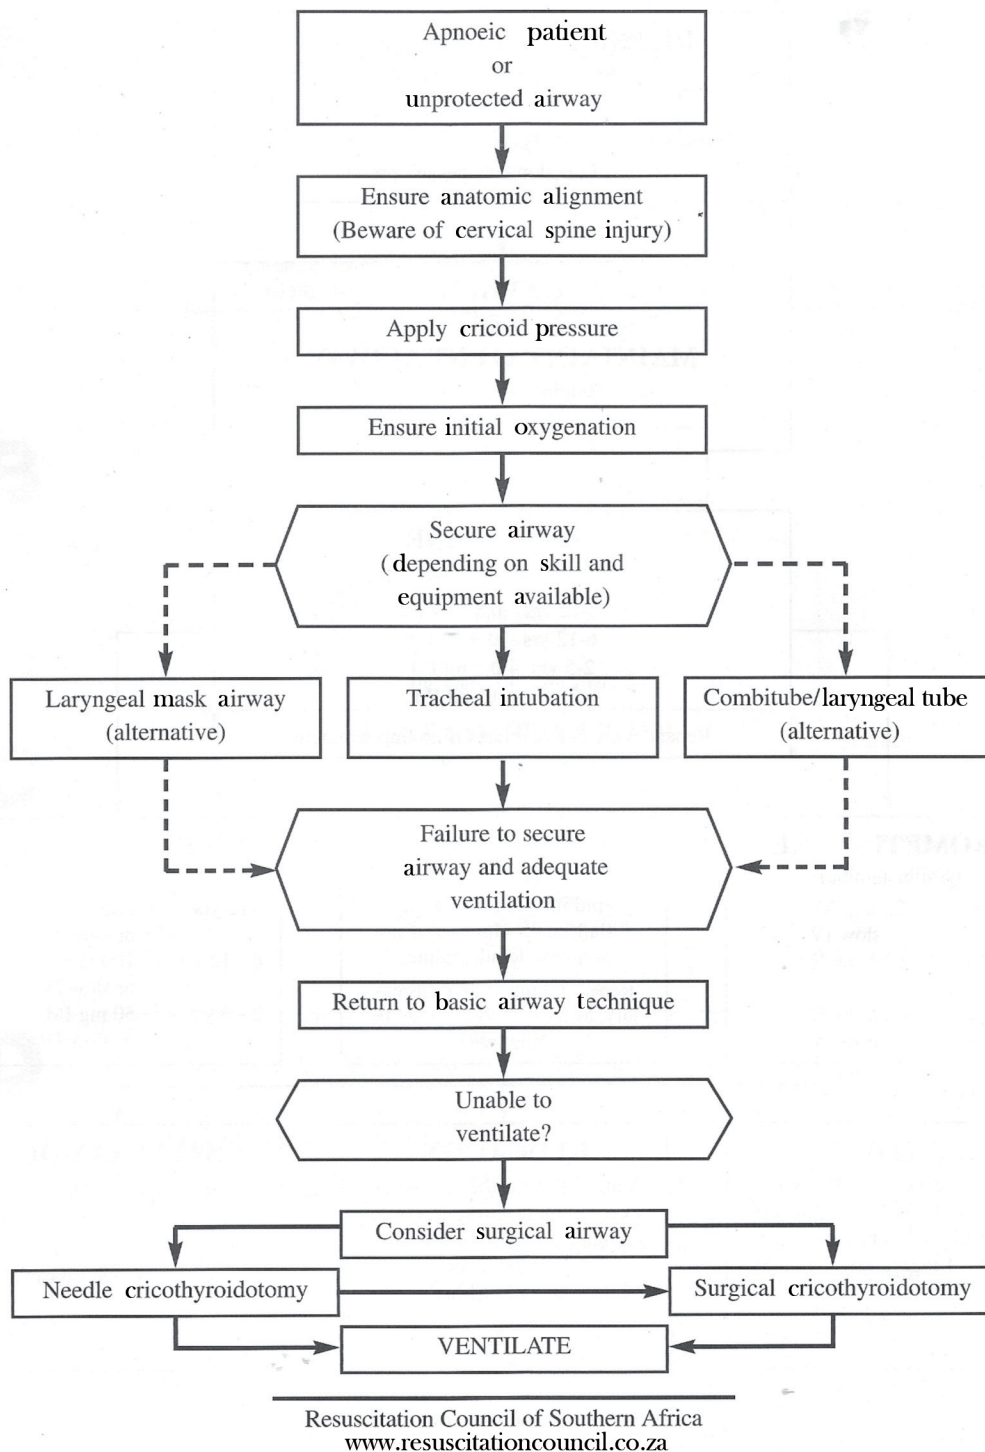 Apnoeic patient
or
unprotected airway
Ensure anatomic alignment
(Beware of cervical spine injury)
Apply cricoid pressure
Ensure initial oxygenation
Secure airway
(depending on skill and
equipment available)
Laryngeal mask airway
(alternative)
Tracheal intubation
Combitube/laryngeal tube
(alternative)
Failure to secure
airway and adequate
ventilation
Return to basic airway technique
Unable to
ventilate?
Consider surgical airway
Needle cricothyroidotomy
Surgical cricothyroidotomy
VENTILATE
Resuscitation Council of Southern Africa
www.resuscitationcouncil.co.za